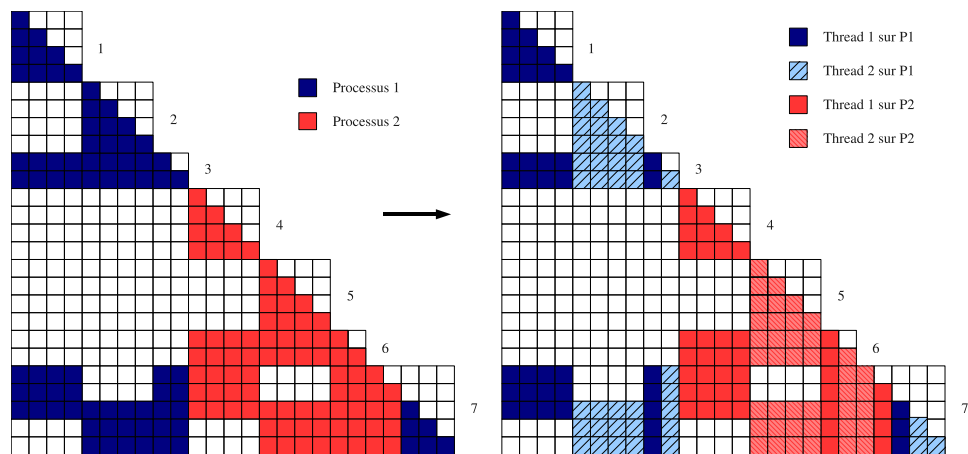 1
2
3
4
5
6
7
Processus 1
Processus 2
1
2
3
4
5
6
7
Thread 1 sur P1
Thread 2 sur P1
Thread 1 sur P2
Thread 2 sur P2